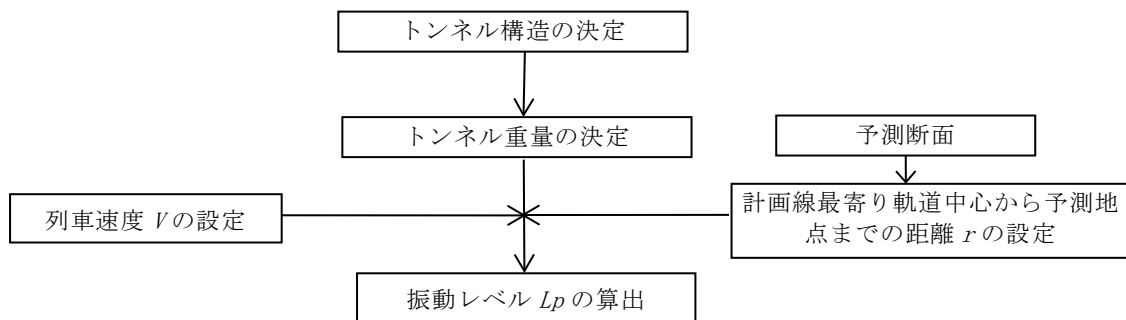 トンネル構造の決定
トンネル重量の決定
予測断面
列車速度 Vの設定
計画線最寄り軌道中心から予測地
点までの距離 r の設定
振動レベル Lp の算出